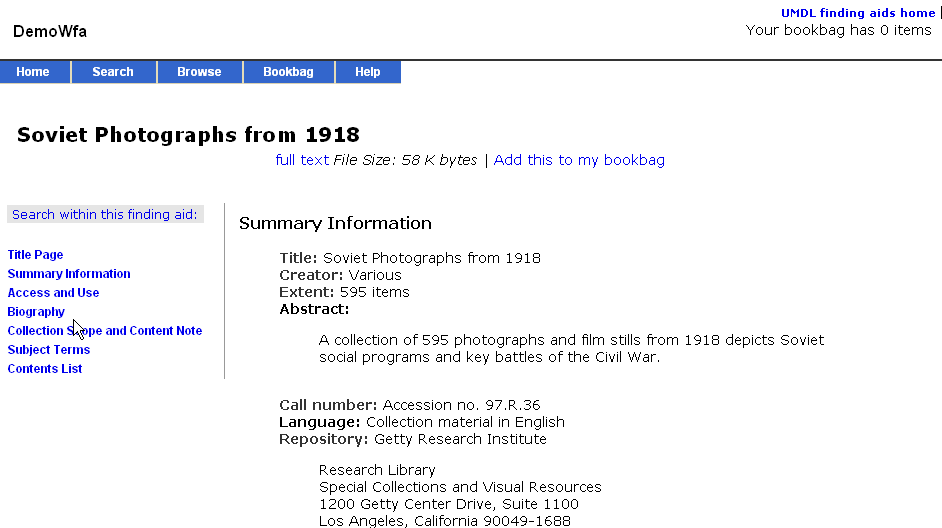 UMDL finding aids home |
DemoWfa
Your bookbag has 0 items
Home Search Browse Bookbag Help
Soviet Photographs from 1918
full text File Size: 58 K bytes | Add this to my bookbag
Search within this finding aid:
Title Page
Summary Information
Access and Use
Biography
Collection Scope and Content Note
Subject Terms
Contents List
Summary Information
Title: Soviet Photographs from 1918
Creator: Various
Extent: 595 items
Abstract:
A collection of 595 photographs and film stills from 1918 depicts Soviet
social programs and key battles of the Civil War.
Call number: Accession no. 97.R.36
Language: Collection material in English
Repository: Getty Research Institute
Research Library
Special Collections and Visual Resources
1200 Getty Center Drive, Suite 1100
Los Angeles, California 90049-1688